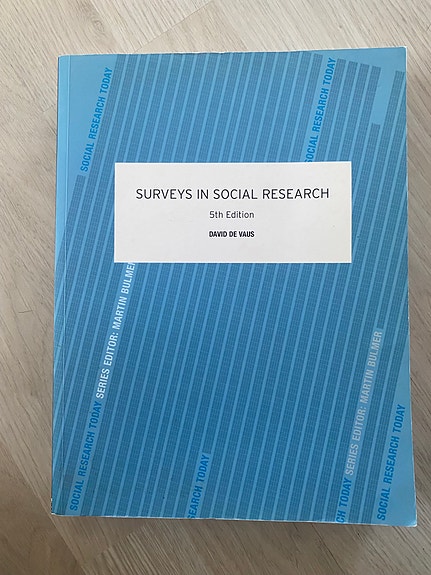 SOCIAL RESEARCH TODAY
SOCIAL RESEARCH TODAY
SURVEYS IN SOCIAL RESEARCH
5th Edition
DAVID DE VAUS
SOCIAL RESEARCH TODAY SERIES EDITOR: MARTIN BULMER
RESEARCH TODAY
TODAY SERIES EDITOR: MARTIN BULMER
SOCIAL RESEARCH TODAY